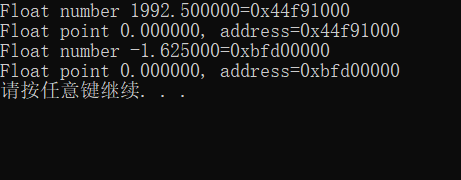 Float number 1992.500000=0x44f91000
Float point 0.000000, address=0x44f91000
Float number -1.625000=0xbfd00000
Float point 0.000000, address=0xbfd00000
请按任意键继续. . .